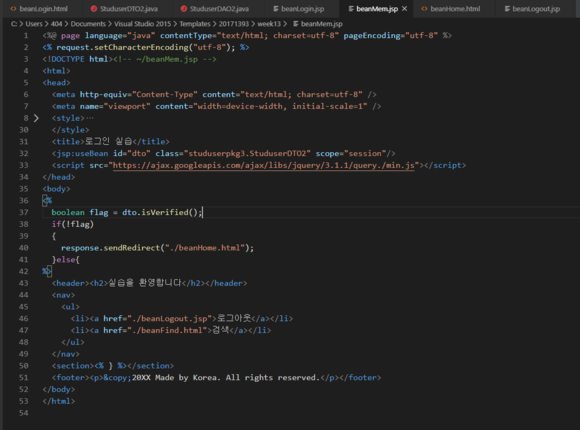 beanLogin.html StuduserDTO2.java StuduserDAO2.java beanLogin.jsp beanMem.jsp × beanHome.html beanLogout.jsp
C: > Users > 404 > Documents > Visual Studio 2015 > Templates > 20171393 > week13 > beanMem.jsp
1 <%@ page language="java" contentType="text/html; charset=utf-8" pageEncoding="utf-8" %>
2 <% request.setCharacterEncoding("utf-8"); %>
3 <!DOCTYPE html><!-- ~/beanMem.jsp -->
4 <html>
5 <head>
6 <meta http-equiv="Content-Type" content="text/html; charset=utf-8" />
7 <meta name="viewport" content="width=device-width, initial-scale=1" />
8 > <style>…
30 </style>
31 <title>로그인 실습</title>
32 <jsp:useBean id="dto" class="studuserpkg3.StuduserDTO2" scope="session"/>
33 <script src="https://ajax.googleapis.com/ajax/libs/jquery/3.1.1/query./min.js"></script>
34 </head>
35 <body>
36 <%
37 boolean flag = dto.isVerified();
38 if(!flag)
39 {
40 response.sendRedirect("./beanHome.html");
41 }else{
42 %>
43 <header><h2>실습을 환영합니다</h2></header>
44 <nav>
45 <ul>
46 <li><a href="./beanLogout.jsp">로그아웃</a></li>
47 <li><a href="./beanFind.html">검색</a></li>
48 </ul>
49 </nav>
50 <section><% } %></section>
51 <footer><p>&copy;20XX Made by Korea. All rights reserved.</p></footer>
52 </body>
53 </html>
54